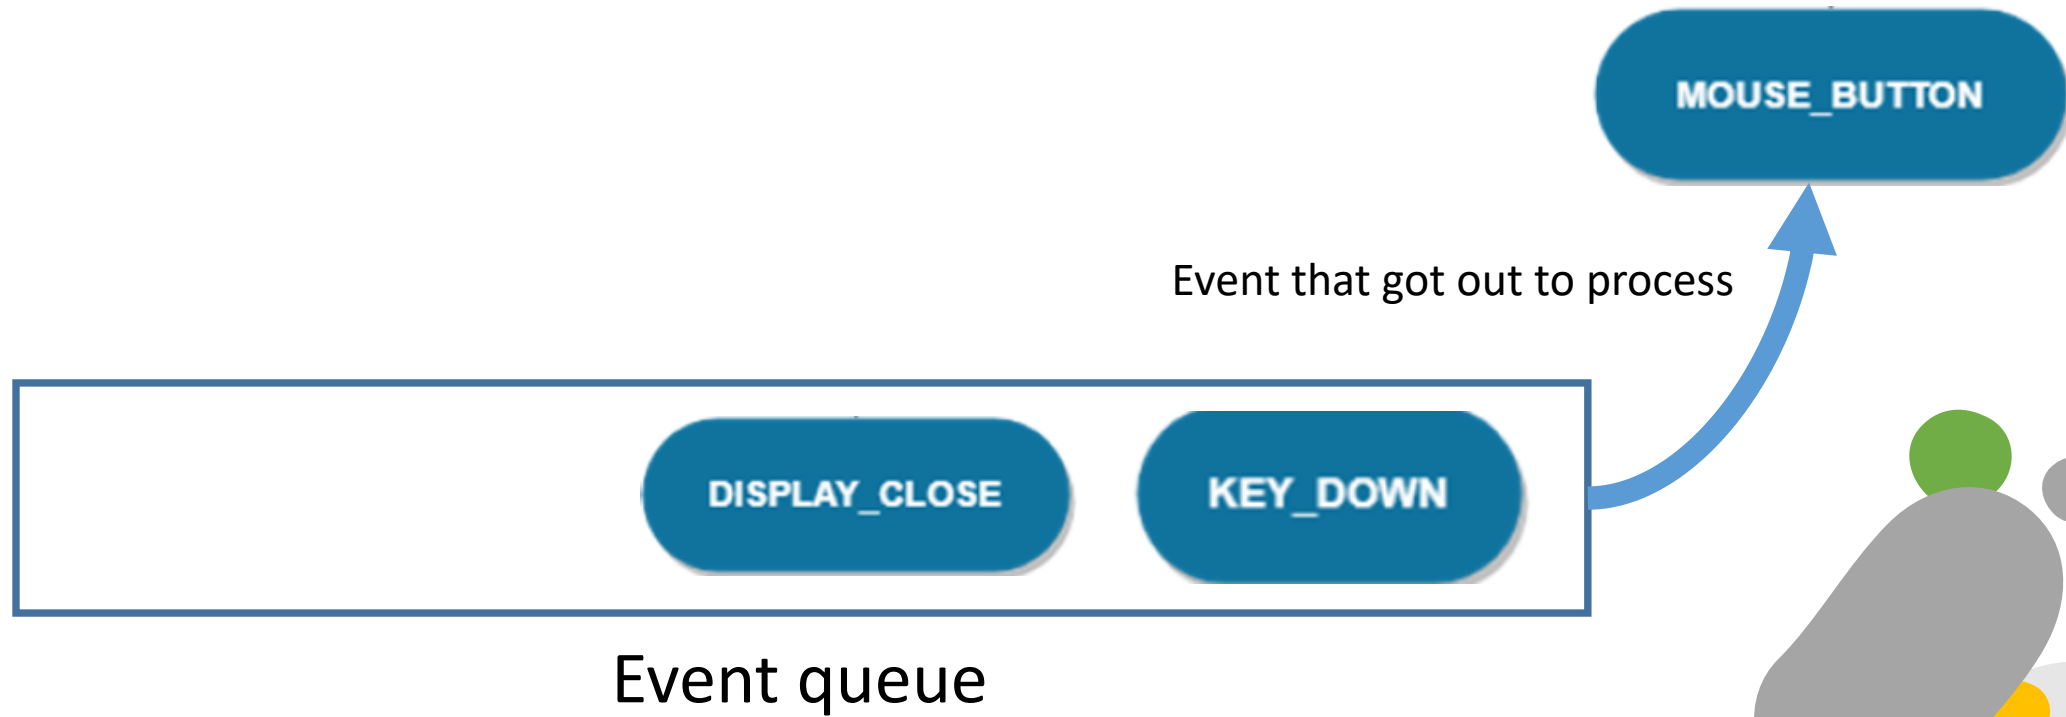 MOUSE_BUTTON
Event that got out to process
DISPLAY_CLOSE
KEY_DOWN
Event queue